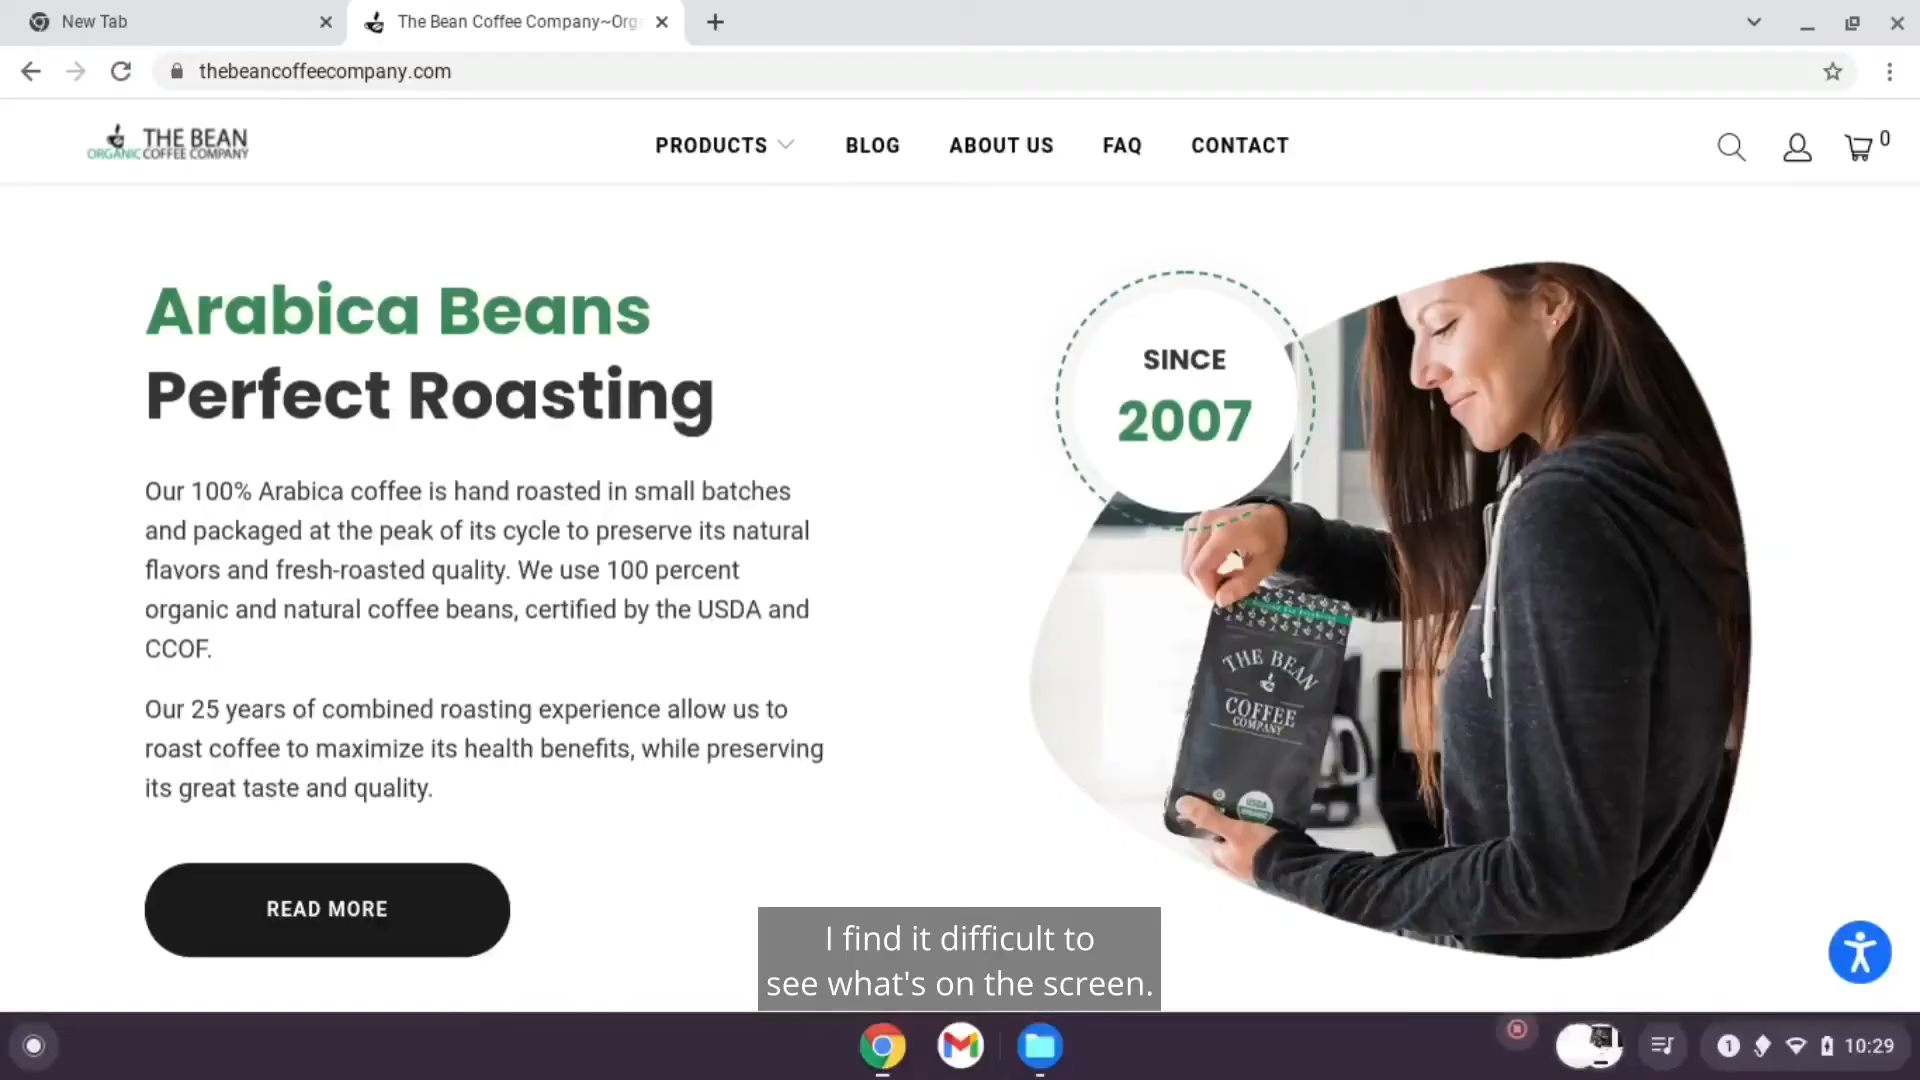 New Tab
The Bean Coffee Company~Org
thebeancoffeecompany.com
THE BEAN
ORGANIC COFFEE COMPANY
PRODUCTS
BLOG
ABOUT US
FAQ
CONTACT
0
Arabica Beans
Perfect Roasting
Our 100% Arabica coffee is hand roasted in small batches
and packaged at the peak of its cycle to preserve its natural
flavors and fresh-roasted quality. We use 100 percent
organic and natural coffee beans, certified by the USDA and
CCOF.
Our 25 years of combined roasting experience allow us to
roast coffee to maximize its health benefits, while preserving
its great taste and quality.
READ MORE
SINCE
2007
THE BEAN
COFFEE
COMPANY
USDA
ORGANIC
I find it difficult to
see what's on the screen.
1
10:29